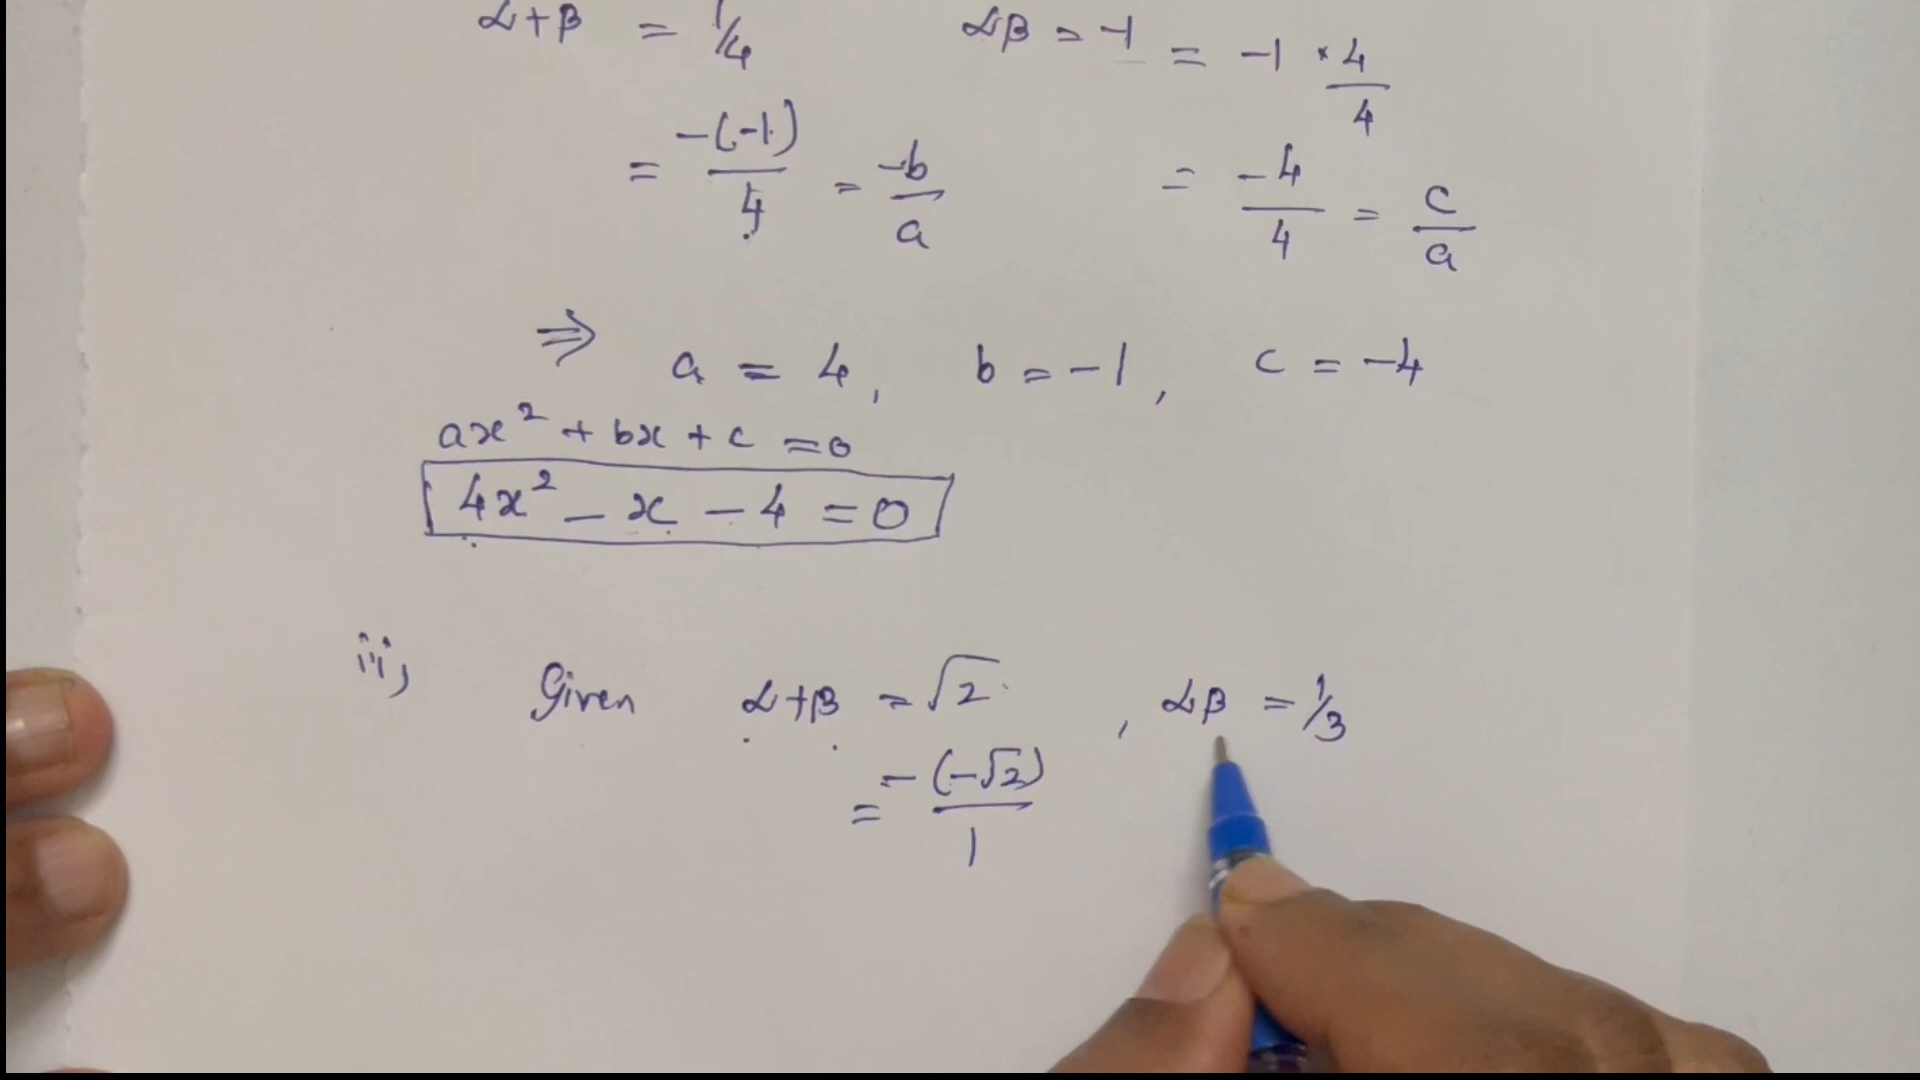 α+β = 1/4    αβ = -1 = -1 × 4/4
= -(-1)/4 = -b/a    = -4/4 = c/a
⇒ a = 4, b = -1, c = -4
ax² + bx + c = 0
4x² - x - 4 = 0
iii, Given α+β = √2, αβ = 1/3
= -(-√2)/1